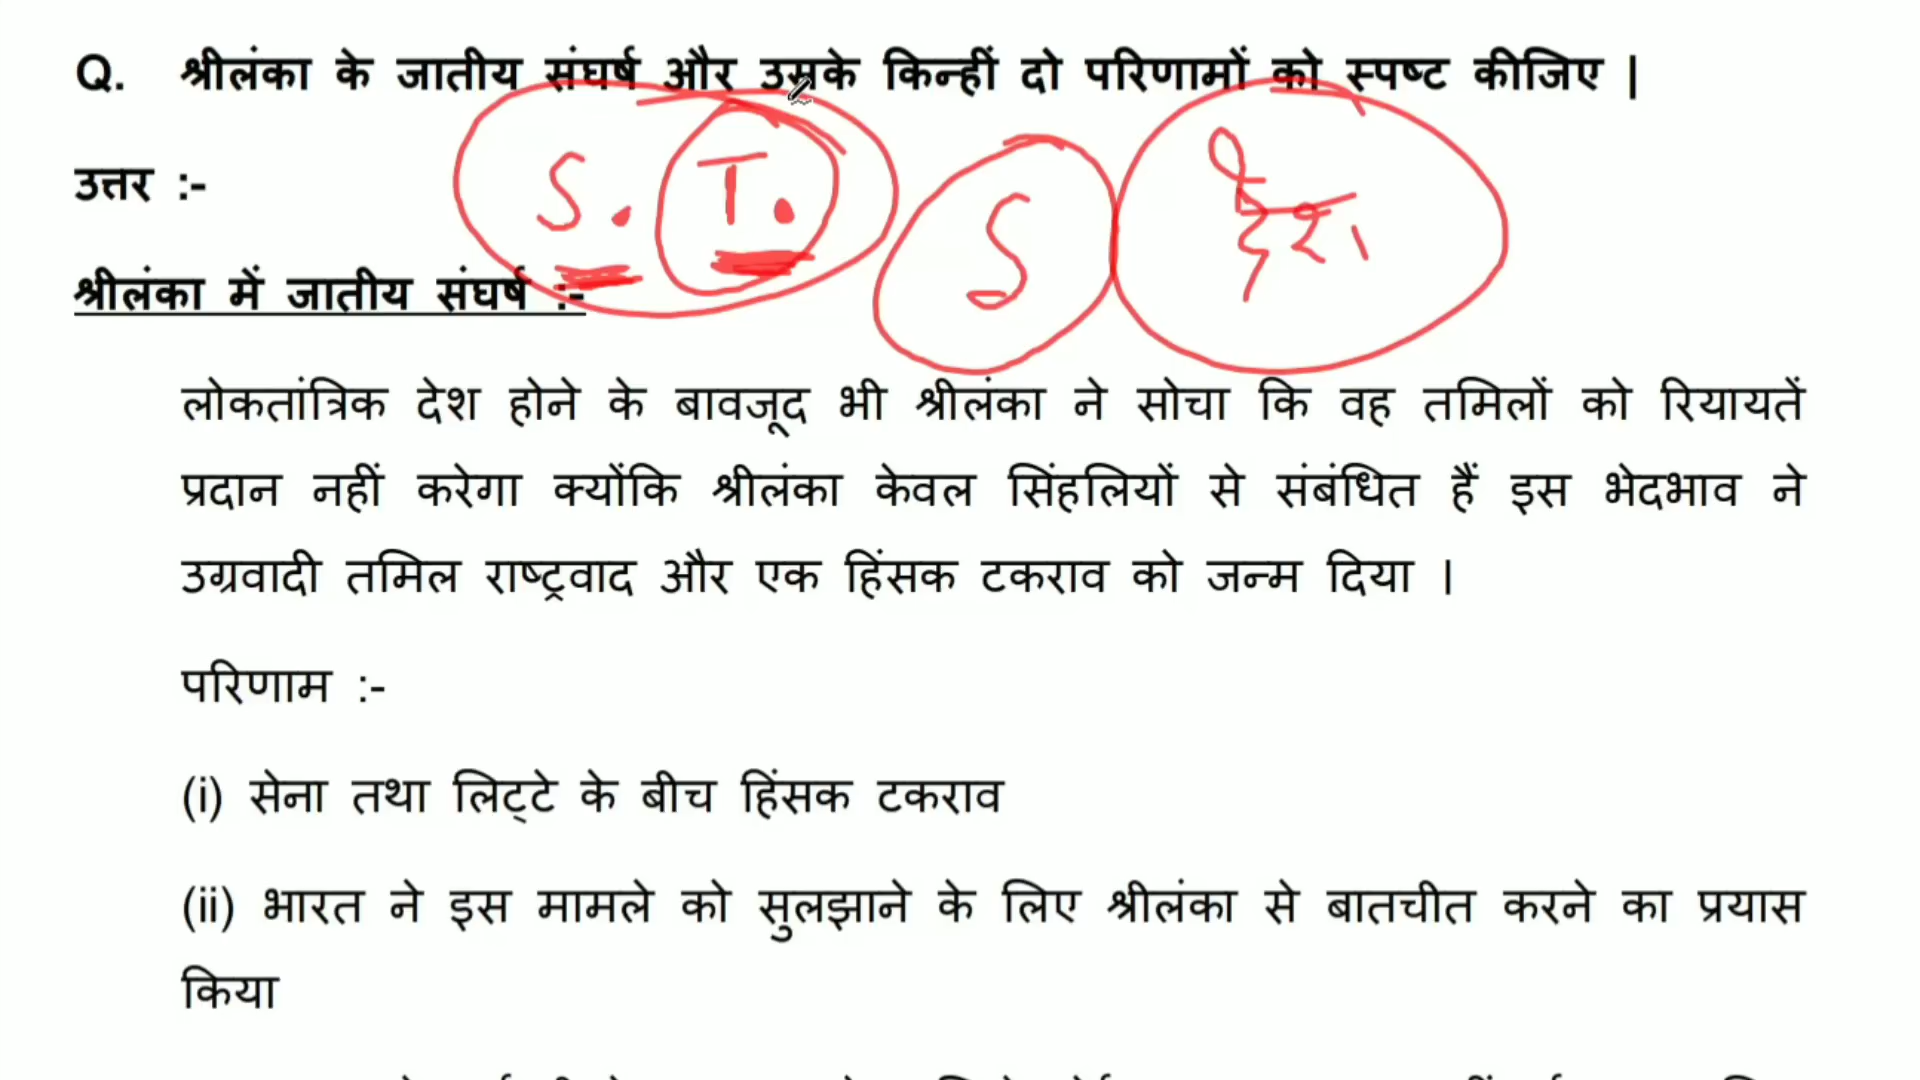 Q. श्रीलंका के जातीय संघर्ष और उसके किन्हीं दो परिणामों को स्पष्ट कीजिए |
S. T. S देश
उत्तर :-
श्रीलंका में जातीय संघर्ष :-
लोकतांत्रिक देश होने के बावजूद भी श्रीलंका ने सोचा कि वह तमिलों को रियायतें
प्रदान नहीं करेगा क्योंकि श्रीलंका केवल सिंहलियों से संबंधित हैं इस भेदभाव ने
उग्रवादी तमिल राष्ट्रवाद और एक हिंसक टकराव को जन्म दिया ।
परिणाम :-
(i) सेना तथा लिट्टे के बीच हिंसक टकराव
(ii) भारत ने इस मामले को सुलझाने के लिए श्रीलंका से बातचीत करने का प्रयास
किया